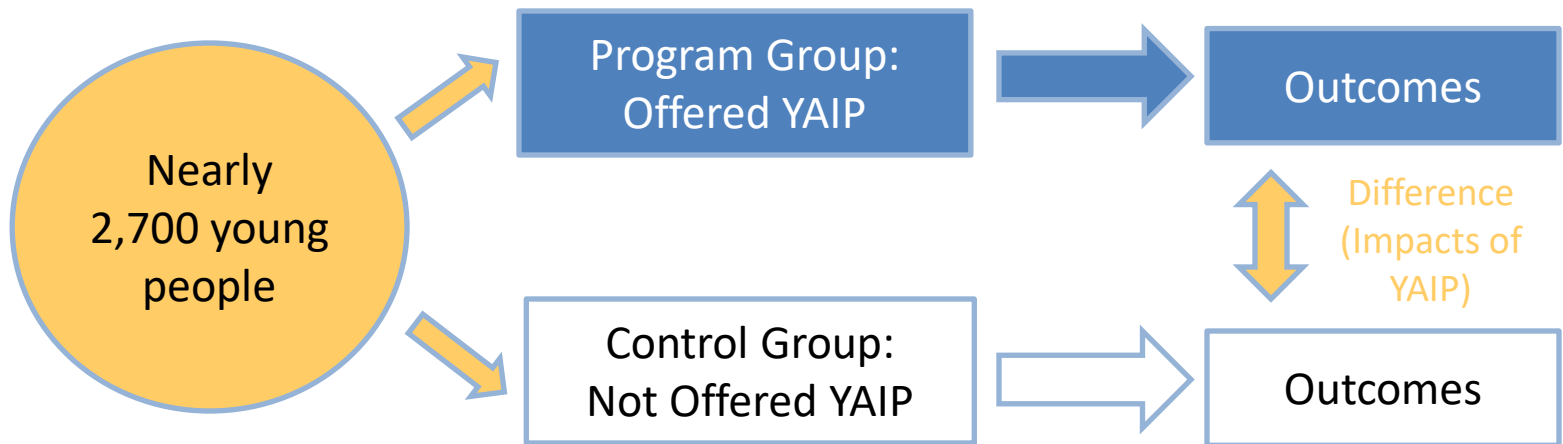 Nearly
2,700 young
people
Program Group:
Offered YAIP
Outcomes
Difference
(Impacts of
YAIP)
Control Group:
Not Offered YAIP
Outcomes